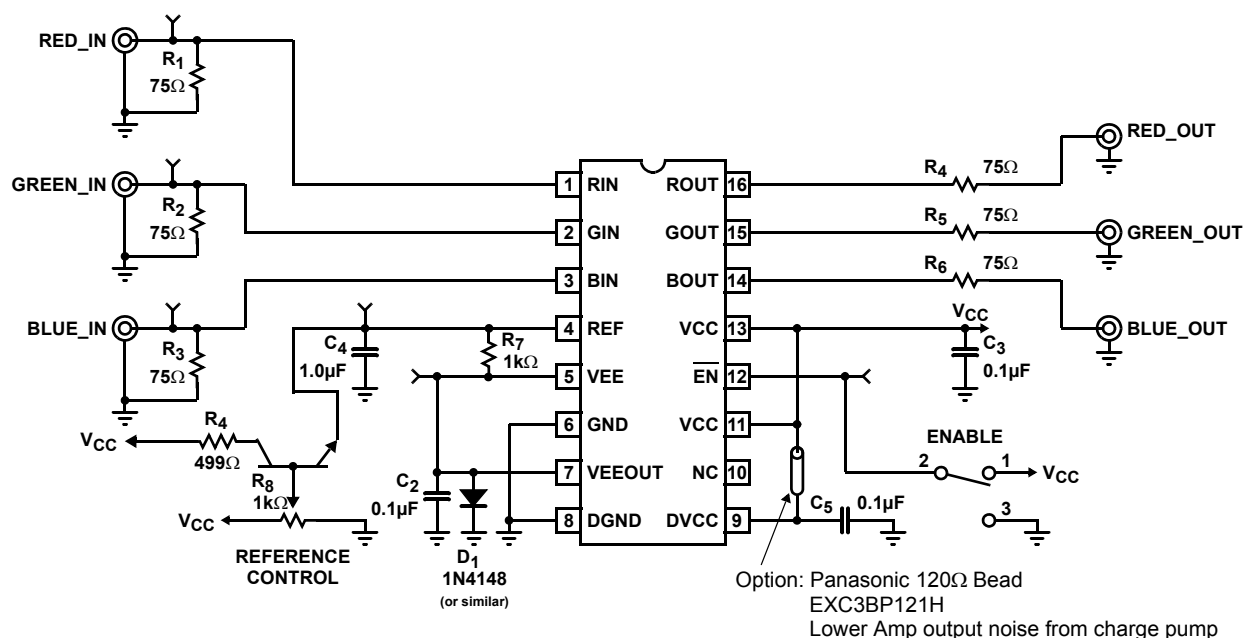 RED_IN
R1
75Ω
GREEN_IN
R2
75Ω
BLUE_IN
R3
75Ω
VCC
R4
499Ω
R8
1kΩ
VCC
REFERENCE
CONTROL
C4
1.0µF
R7
1kΩ
C2
0.1µF
D1
1N4148
(or similar)
1 RIN ROUT 16
2 GIN GOUT 15
3 BIN BOUT 14
4 REF VCC 13
5 VEE EN 12
6 GND VCC 11
7 VEEOUT NC 10
8 DGND DVCC 9
R4 75Ω
RED_OUT
R5 75Ω
GREEN_OUT
R6 75Ω
BLUE_OUT
VCC
C3
0.1µF
ENABLE
2 1 VCC
3
C5 0.1µF
Option: Panasonic 120Ω Bead
EXC3BP121H
Lower Amp output noise from charge pump